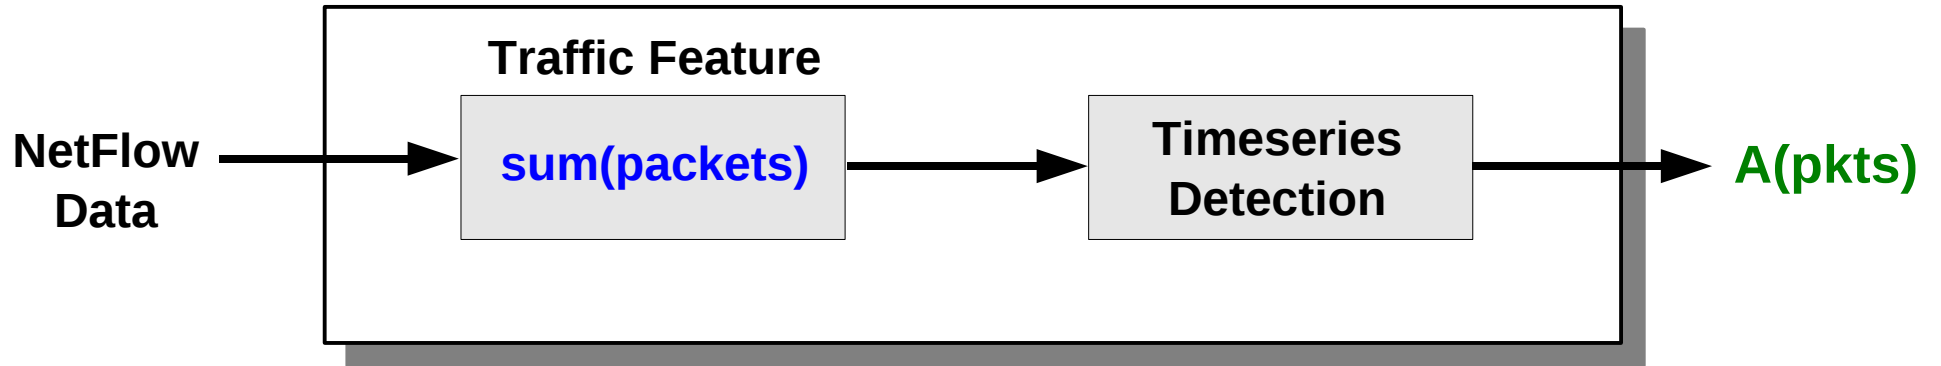 Traffic Feature
NetFlow
Data
sum(packets)
Timeseries
Detection
A(pkts)